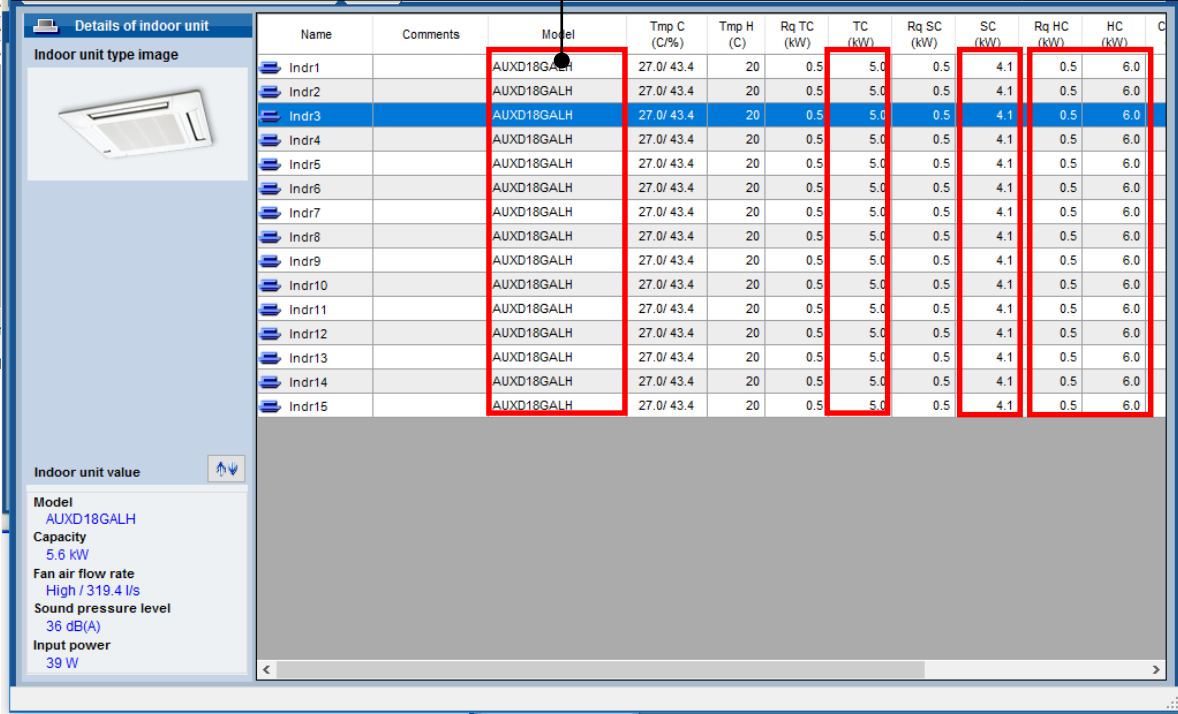 Details of indoor unit
Indoor unit type image
Name Comments Model Tmp C (C/%) Tmp H (C) Rq TC (kW) TC (kW) Rq SC (kW) SC (kW) Rq HC (kW) HC (kW) C
Indr1 AUXD18GALH 27.0/ 43.4 20 0.5 5.0 0.5 4.1 0.5 6.0
Indr2 AUXD18GALH 27.0/ 43.4 20 0.5 5.0 0.5 4.1 0.5 6.0
Indr3 AUXD18GALH 27.0/ 43.4 20 0.5 5.0 0.5 4.1 0.5 6.0
Indr4 AUXD18GALH 27.0/ 43.4 20 0.5 5.0 0.5 4.1 0.5 6.0
Indr5 AUXD18GALH 27.0/ 43.4 20 0.5 5.0 0.5 4.1 0.5 6.0
Indr6 AUXD18GALH 27.0/ 43.4 20 0.5 5.0 0.5 4.1 0.5 6.0
Indr7 AUXD18GALH 27.0/ 43.4 20 0.5 5.0 0.5 4.1 0.5 6.0
Indr8 AUXD18GALH 27.0/ 43.4 20 0.5 5.0 0.5 4.1 0.5 6.0
Indr9 AUXD18GALH 27.0/ 43.4 20 0.5 5.0 0.5 4.1 0.5 6.0
Indr10 AUXD18GALH 27.0/ 43.4 20 0.5 5.0 0.5 4.1 0.5 6.0
Indr11 AUXD18GALH 27.0/ 43.4 20 0.5 5.0 0.5 4.1 0.5 6.0
Indr12 AUXD18GALH 27.0/ 43.4 20 0.5 5.0 0.5 4.1 0.5 6.0
Indr13 AUXD18GALH 27.0/ 43.4 20 0.5 5.0 0.5 4.1 0.5 6.0
Indr14 AUXD18GALH 27.0/ 43.4 20 0.5 5.0 0.5 4.1 0.5 6.0
Indr15 AUXD18GALH 27.0/ 43.4 20 0.5 5.0 0.5 4.1 0.5 6.0
Indoor unit value
Model
AUXD18GALH
Capacity
5.6 kW
Fan air flow rate
High / 319.4 l/s
Sound pressure level
36 dB(A)
Input power
39 W